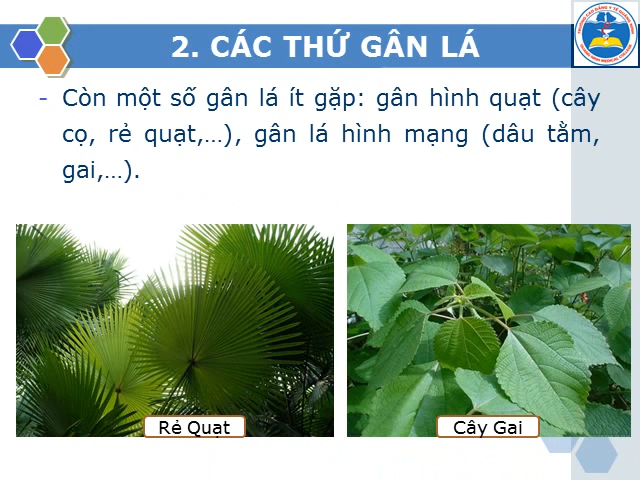 2. CÁC THỨ GÂN LÁ
- Còn một số gân lá ít gặp: gân hình quạt (cây
cọ, rẻ quạt,…), gân lá hình mạng (dâu tằm,
gai,…).
Rẻ Quạt
Cây Gai